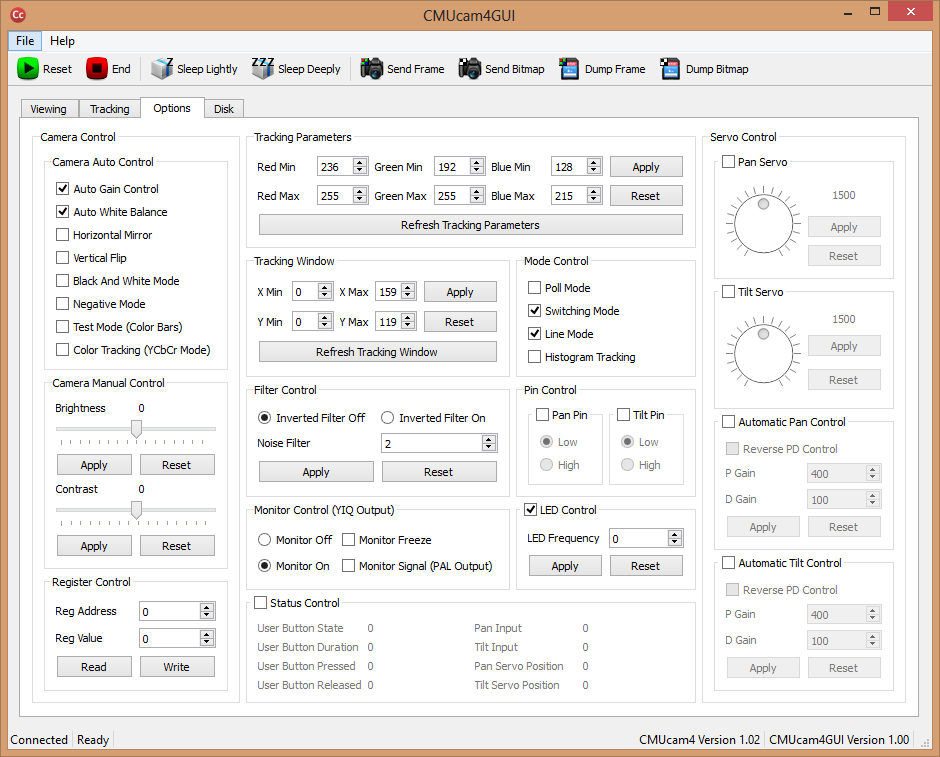 Cc CMUcam4GUI
File Help
Reset End Sleep Lightly Sleep Deeply Send Frame Send Bitmap Dump Frame Dump Bitmap
Viewing Tracking Options Disk
Camera Control
Camera Auto Control
Auto Gain Control
Auto White Balance
Horizontal Mirror
Vertical Flip
Black And White Mode
Negative Mode
Test Mode (Color Bars)
Color Tracking (YCbCr Mode)
Camera Manual Control
Brightness 0
Apply Reset
Contrast 0
Apply Reset
Register Control
Reg Address 0
Reg Value 0
Read Write
Tracking Parameters
Red Min 236 Green Min 192 Blue Min 128 Apply
Red Max 255 Green Max 255 Blue Max 215 Reset
Refresh Tracking Parameters
Tracking Window
X Min 0 X Max 159 Apply
Y Min 0 Y Max 119 Reset
Refresh Tracking Window
Mode Control
Poll Mode
Switching Mode
Line Mode
Histogram Tracking
Filter Control
Inverted Filter Off Inverted Filter On
Noise Filter 2
Apply Reset
Pin Control
Pan Pin Tilt Pin
Low Low
High High
Monitor Control (YIQ Output)
Monitor Off Monitor Freeze
Monitor On Monitor Signal (PAL Output)
LED Control
LED Frequency 0
Apply Reset
Status Control
User Button State 0 Pan Input 0
User Button Duration 0 Tilt Input 0
User Button Pressed 0 Pan Servo Position 0
User Button Released 0 Tilt Servo Position 0
Servo Control
Pan Servo
1500
Apply
Reset
Tilt Servo
1500
Apply
Reset
Automatic Pan Control
Reverse PD Control
P Gain 400
D Gain 100
Apply Reset
Automatic Tilt Control
Reverse PD Control
P Gain 400
D Gain 100
Apply Reset
Connected Ready CMUcam4 Version 1.02 CMUcam4GUI Version 1.00